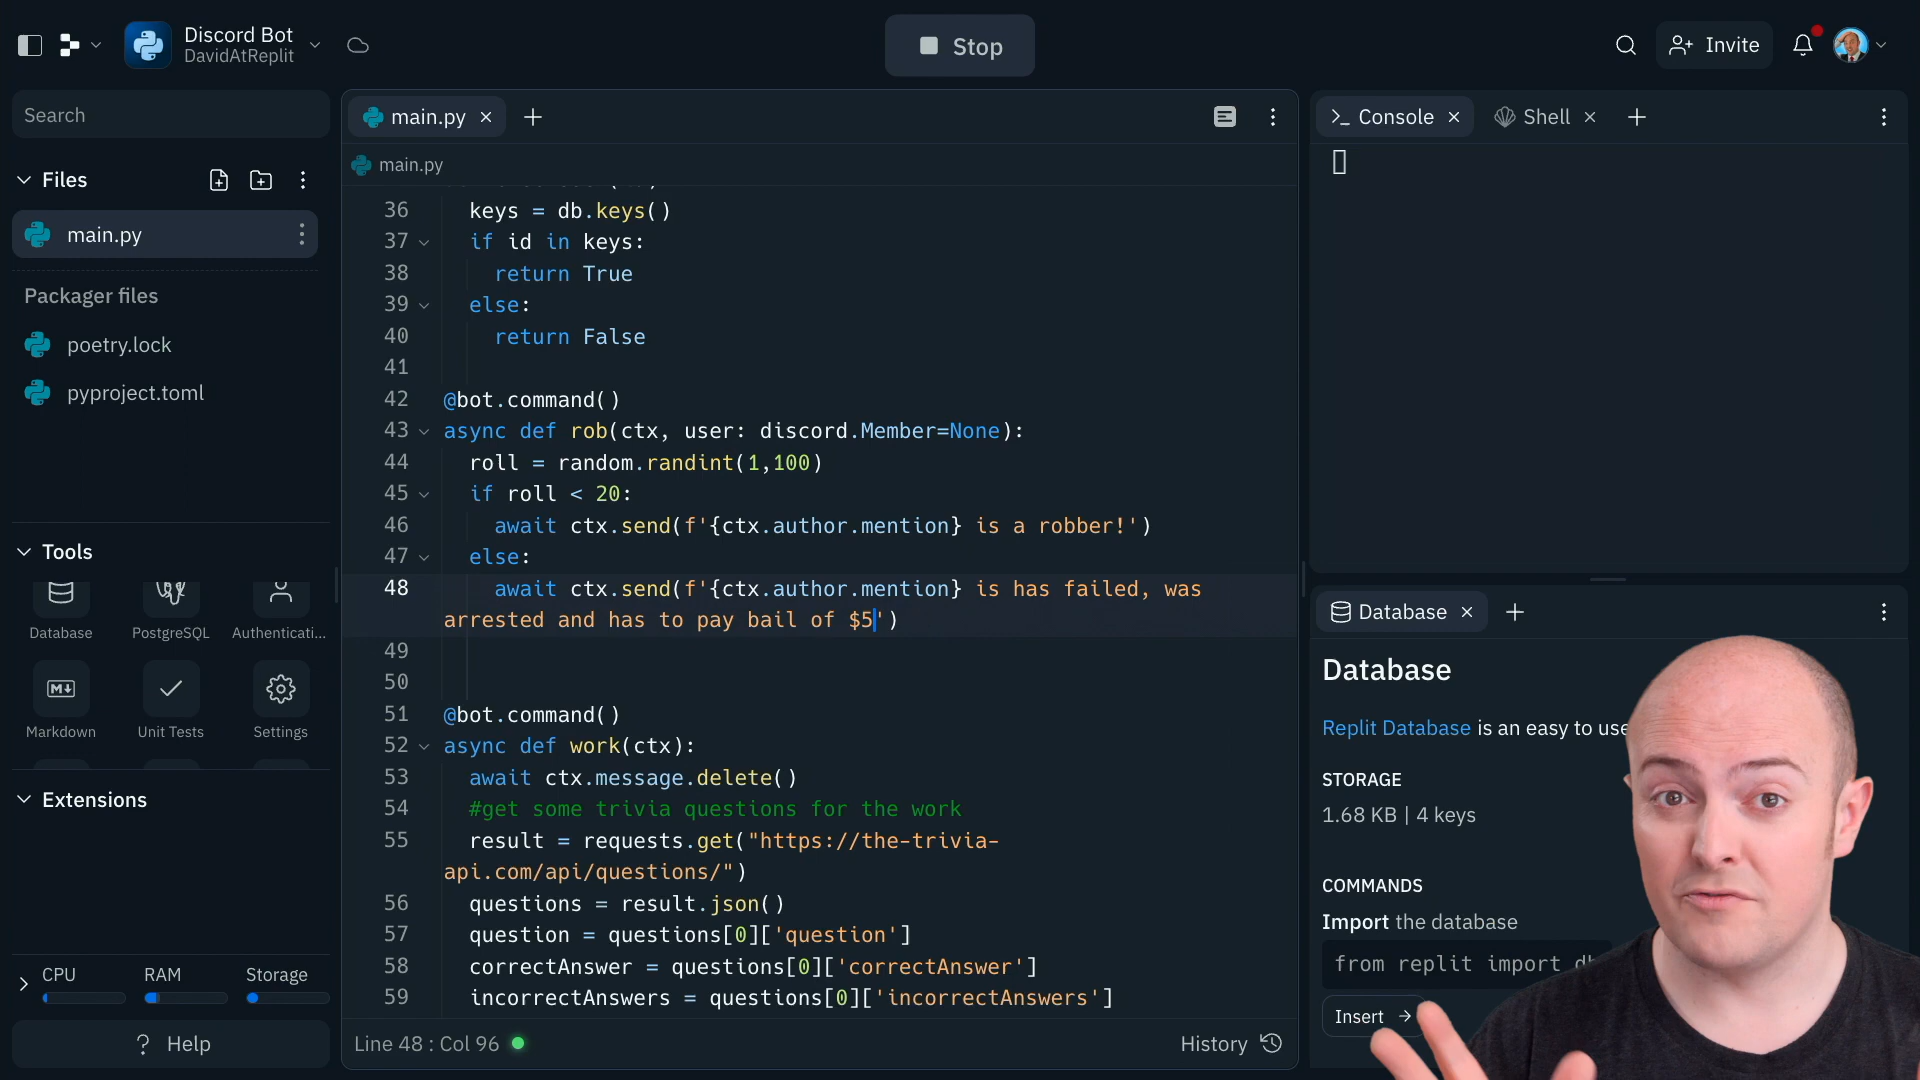 Discord Bot
DavidAtReplit
Stop
Invite
Search
Files
main.py
Packager files
poetry.lock
pyproject.toml
Tools
Database
PostgreSQL
Authenticati...
Markdown
Unit Tests
Settings
Extensions
CPU
RAM
Storage
? Help
main.py
main.py
36 keys = db.keys()
37 if id in keys:
38 return True
39 else:
40 return False
41
42 @bot.command()
43 async def rob(ctx, user: discord.Member=None):
44 roll = random.randint(1,100)
45 if roll < 20:
46 await ctx.send(f'{ctx.author.mention} is a robber!')
47 else:
48 await ctx.send(f'{ctx.author.mention} is has failed, was
arrested and has to pay bail of $5')
49
50
51 @bot.command()
52 async def work(ctx):
53 await ctx.message.delete()
54 #get some trivia questions for the work
55 result = requests.get("https://the-trivia-
api.com/api/questions/")
56 questions = result.json()
57 question = questions[0]['question']
58 correctAnswer = questions[0]['correctAnswer']
59 incorrectAnswers = questions[0]['incorrectAnswers']
Line 48 : Col 96
History
Console
Shell
Database
Database
Replit Database is an easy to use
STORAGE
1.68 KB | 4 keys
COMMANDS
Import the database
from replit import
Insert